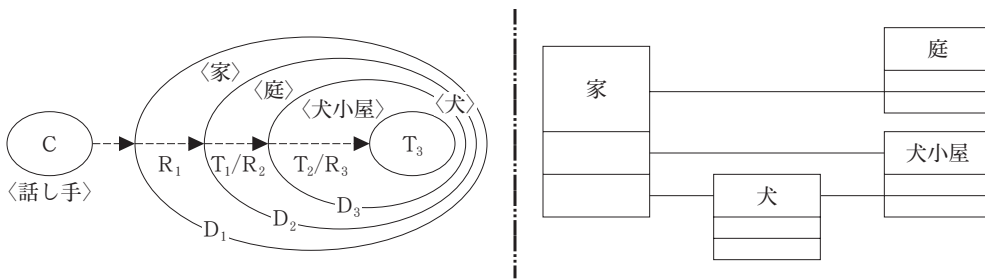 〈家〉
〈庭〉
〈犬小屋〉
〈犬〉
C
T₃
R₁
T₁/R₂
T₂/R₃
〈話し手〉
D₃
D₂
D₁
家
庭
犬小屋
犬